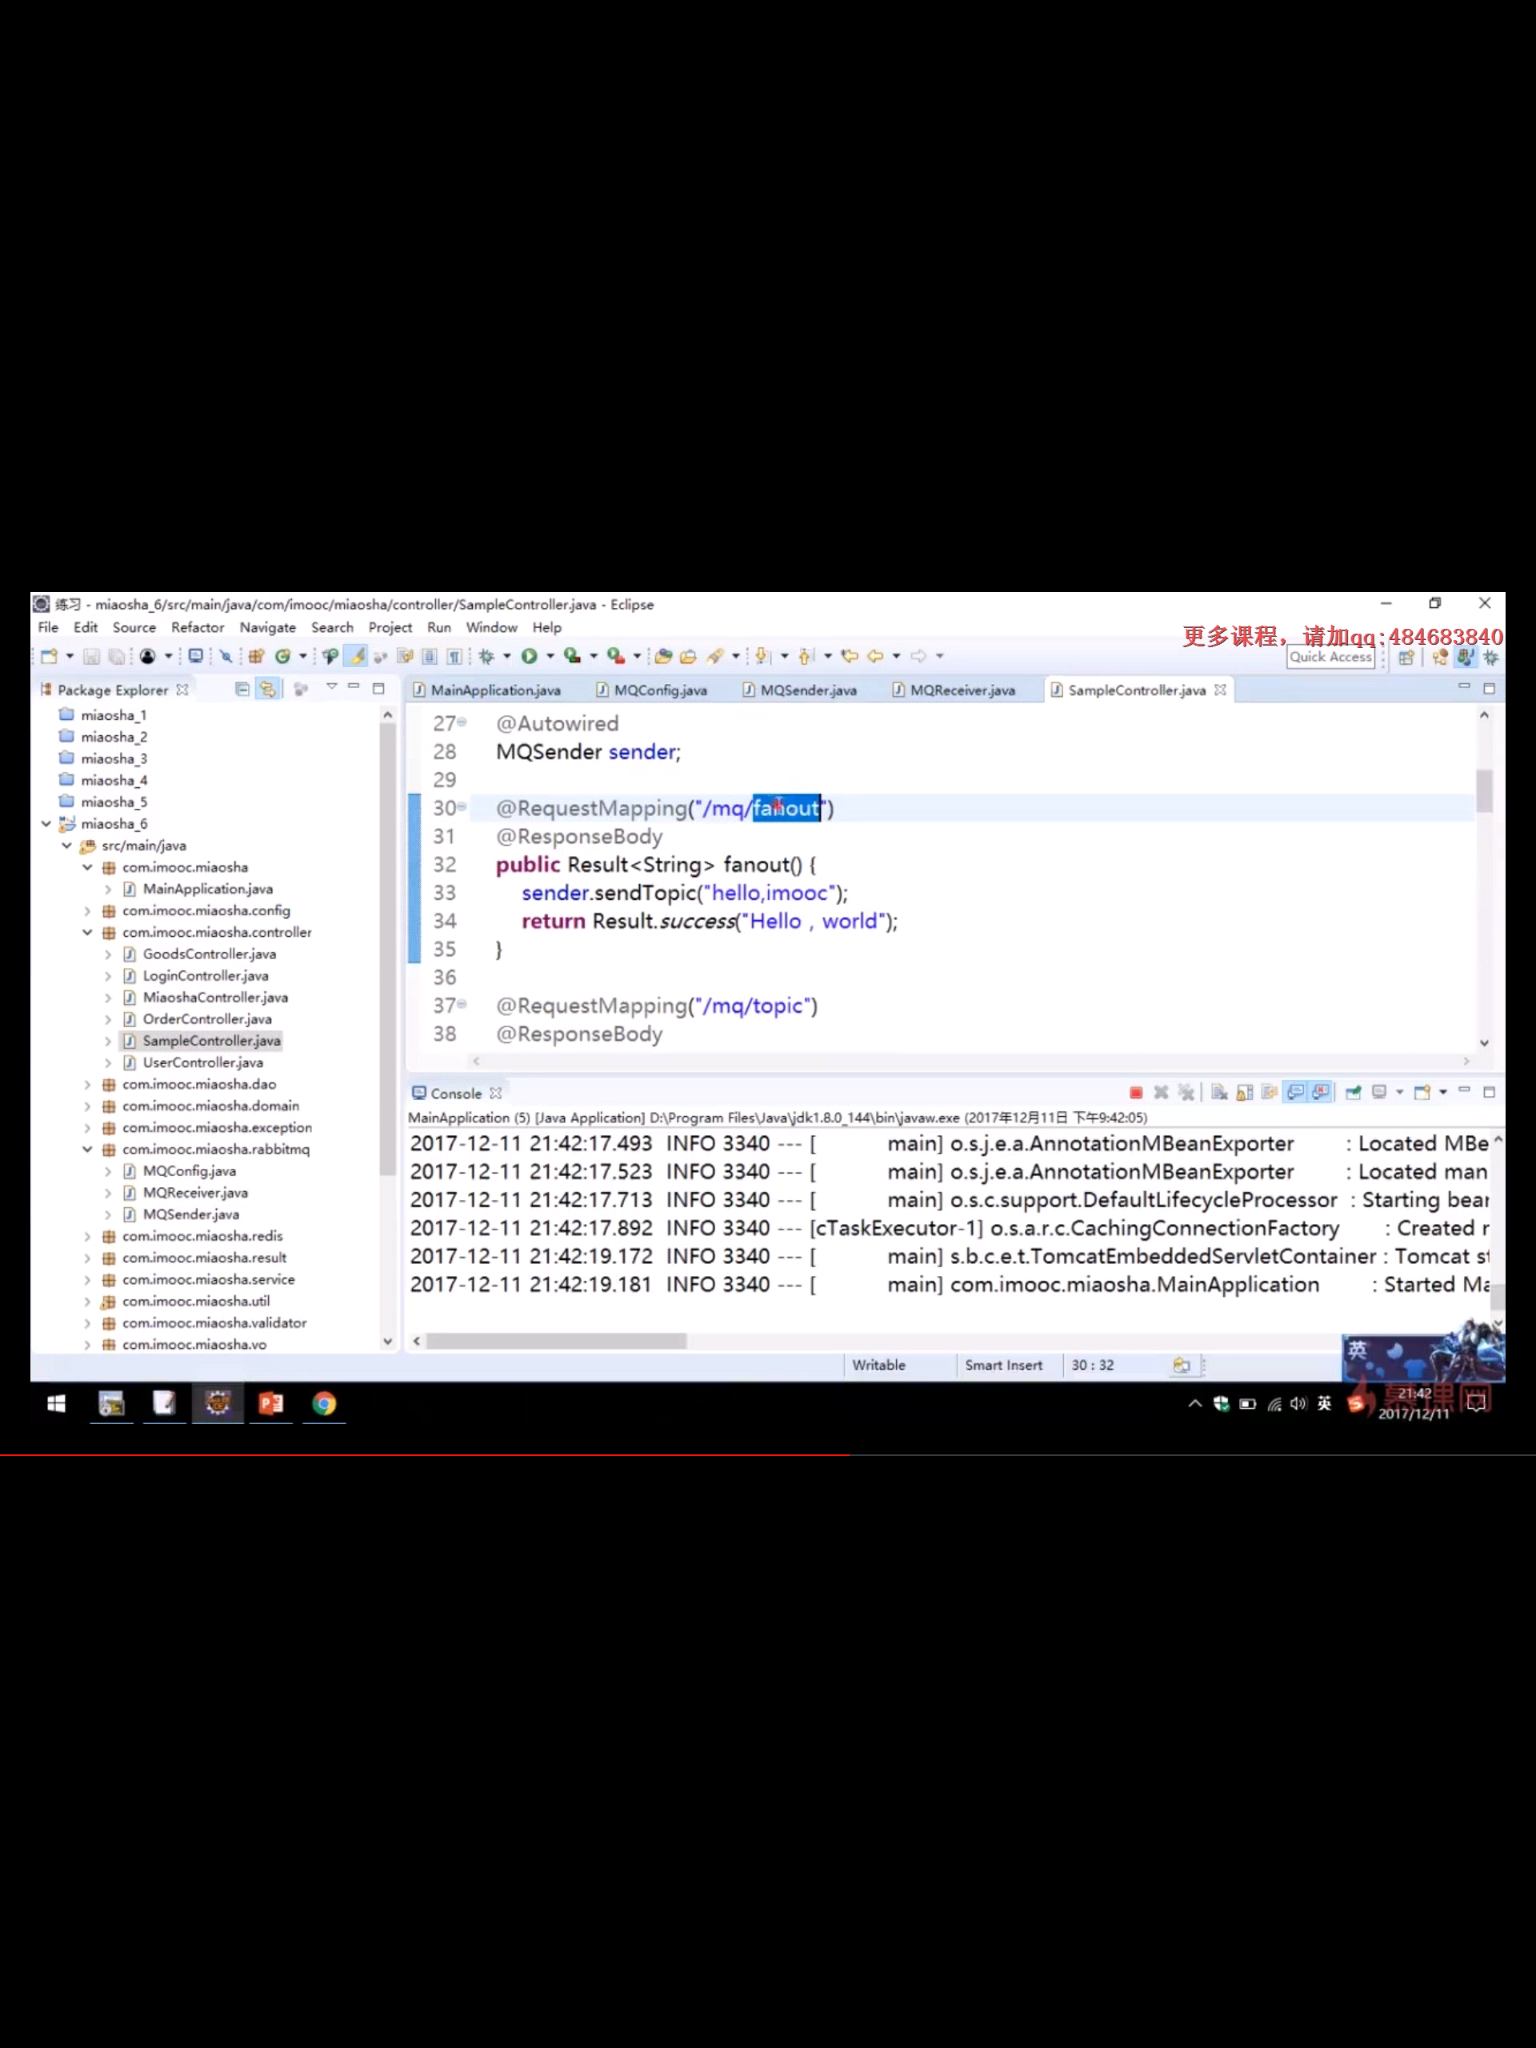 练习 - miaosha_6/src/main/java/com/imooc/miaosha/controller/SampleController.java - Eclipse
File Edit Source Refactor Navigate Search Project Run Window Help
更多课程，请加qq:484683840
Quick Access
Package Explorer
miaosha_1
miaosha_2
miaosha_3
miaosha_4
miaosha_5
miaosha_6
src/main/java
com.imooc.miaosha
MainApplication.java
com.imooc.miaosha.config
com.imooc.miaosha.controller
GoodsController.java
LoginController.java
MiaoshaController.java
OrderController.java
SampleController.java
UserController.java
com.imooc.miaosha.dao
com.imooc.miaosha.domain
com.imooc.miaosha.exception
com.imooc.miaosha.rabbitmq
MQConfig.java
MQReceiver.java
MQSender.java
com.imooc.miaosha.redis
com.imooc.miaosha.result
com.imooc.miaosha.service
com.imooc.miaosha.util
com.imooc.miaosha.validator
com.imooc.miaosha.vo
MainApplication.java MQConfig.java MQSender.java MQReceiver.java SampleController.java
27 @Autowired
28 MQSender sender;
29
30 @RequestMapping("/mq/fanout")
31 @ResponseBody
32 public Result<String> fanout() {
33 sender.sendTopic("hello,imooc");
34 return Result.success("Hello , world");
35 }
36
37 @RequestMapping("/mq/topic")
38 @ResponseBody
Console
MainApplication (5) [Java Application] D:\Program Files\Java\jdk1.8.0_144\bin\javaw.exe (2017年12月11日 下午9:42:05)
2017-12-11 21:42:17.493 INFO 3340 --- [ main] o.s.j.e.a.AnnotationMBeanExporter : Located MBe
2017-12-11 21:42:17.523 INFO 3340 --- [ main] o.s.j.e.a.AnnotationMBeanExporter : Located man
2017-12-11 21:42:17.713 INFO 3340 --- [ main] o.s.c.support.DefaultLifecycleProcessor : Starting bear
2017-12-11 21:42:17.892 INFO 3340 --- [cTaskExecutor-1] o.s.a.r.c.CachingConnectionFactory : Created r
2017-12-11 21:42:19.172 INFO 3340 --- [ main] s.b.c.e.t.TomcatEmbeddedServletContainer : Tomcat st
2017-12-11 21:42:19.181 INFO 3340 --- [ main] com.imooc.miaosha.MainApplication : Started Ma
Writable Smart Insert 30 : 32
英
英
慕课网
21:42
2017/12/11